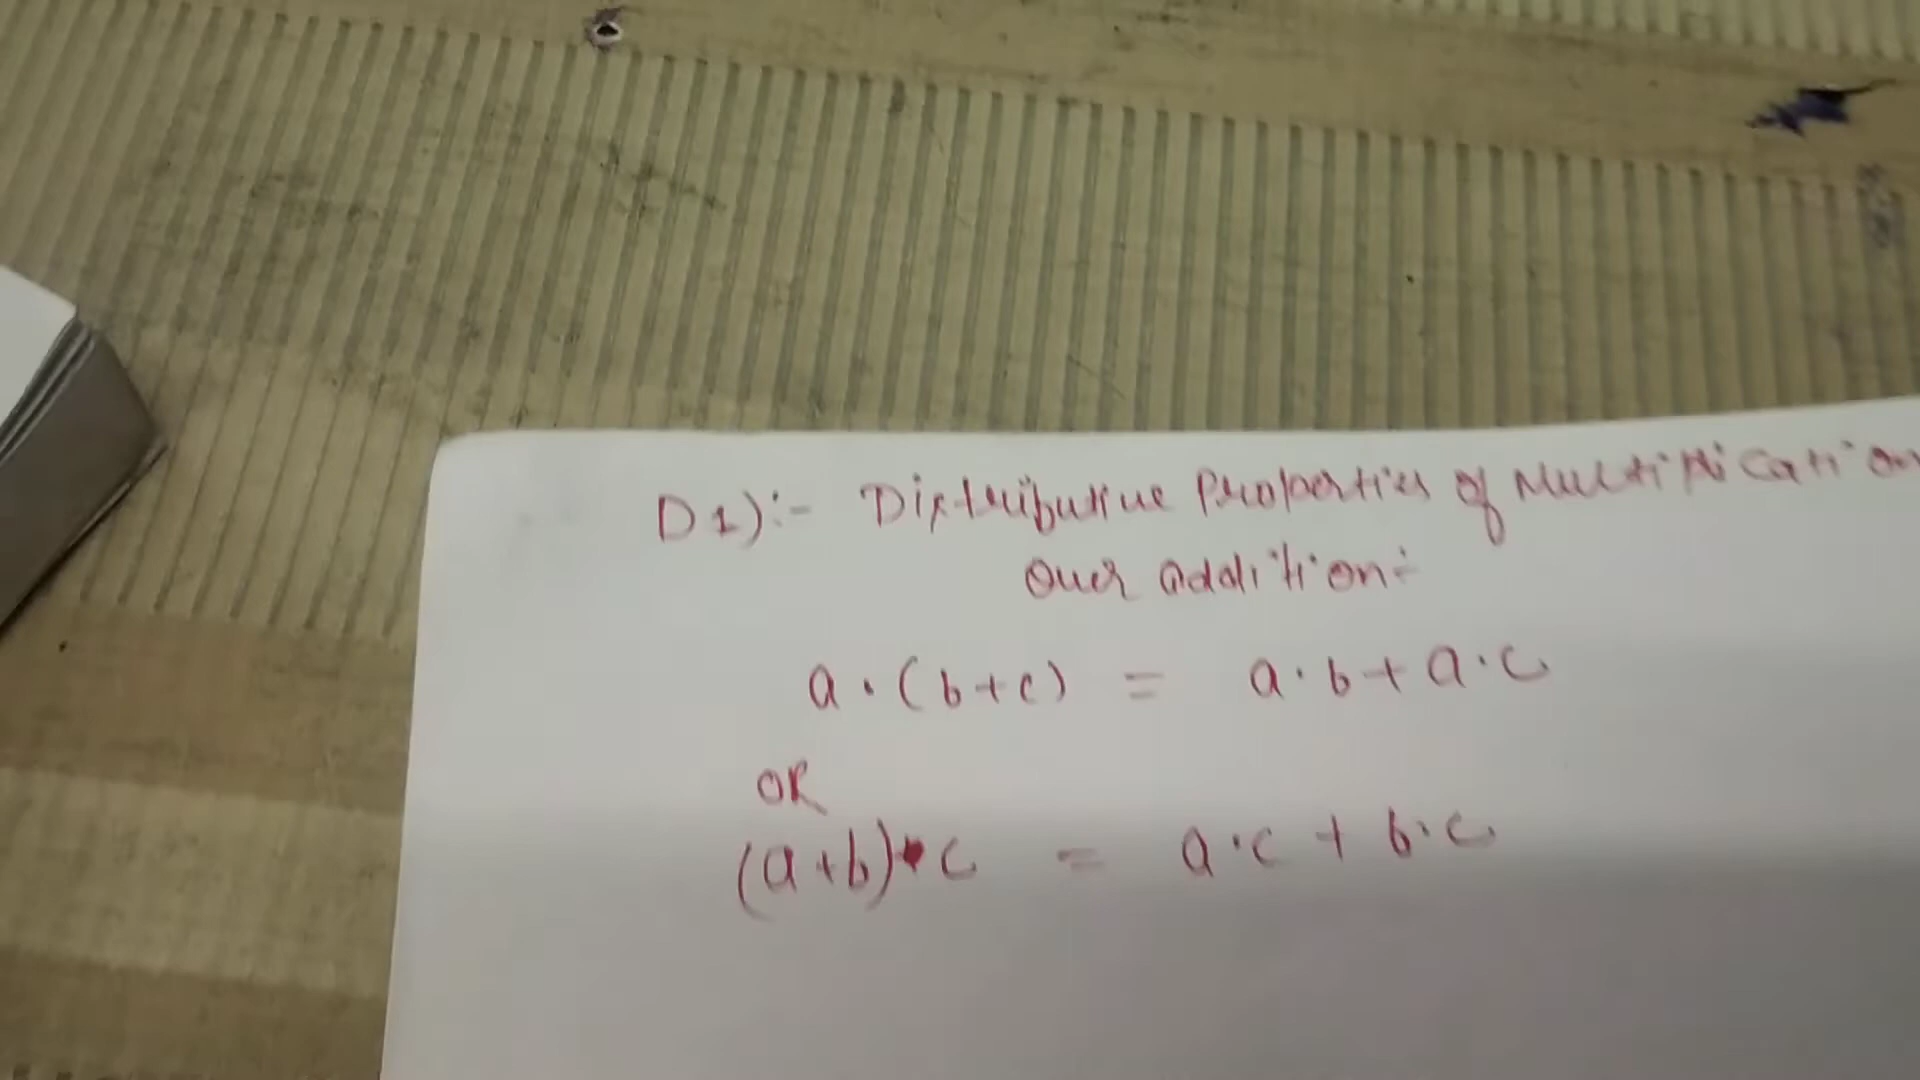 D1):- Distributive Properties of Multiplication
over addition:-
a · (b+c) = a·b + a·c
OR
(a+b)·c = a·c + b·c